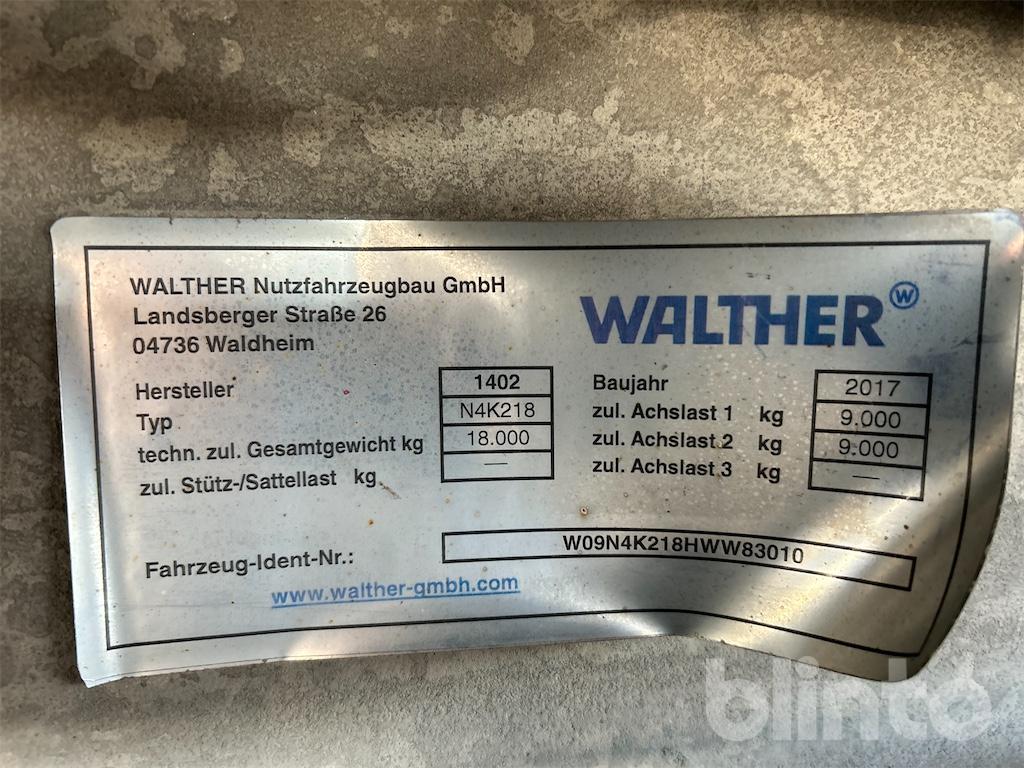 WALTHER Nutzfahrzeugbau GmbH
Landsberger Straße 26
04736 Waldheim
WALTHER W
Hersteller 1402
Typ N4K218
techn. zul. Gesamtgewicht kg 18.000
zul. Stütz-/Sattellast kg —
Baujahr 2017
zul. Achslast 1 kg 9.000
zul. Achslast 2 kg 9.000
zul. Achslast 3 kg —
Fahrzeug-Ident-Nr.: W09N4K218HWW83010
www.walther-gmbh.com
blinto